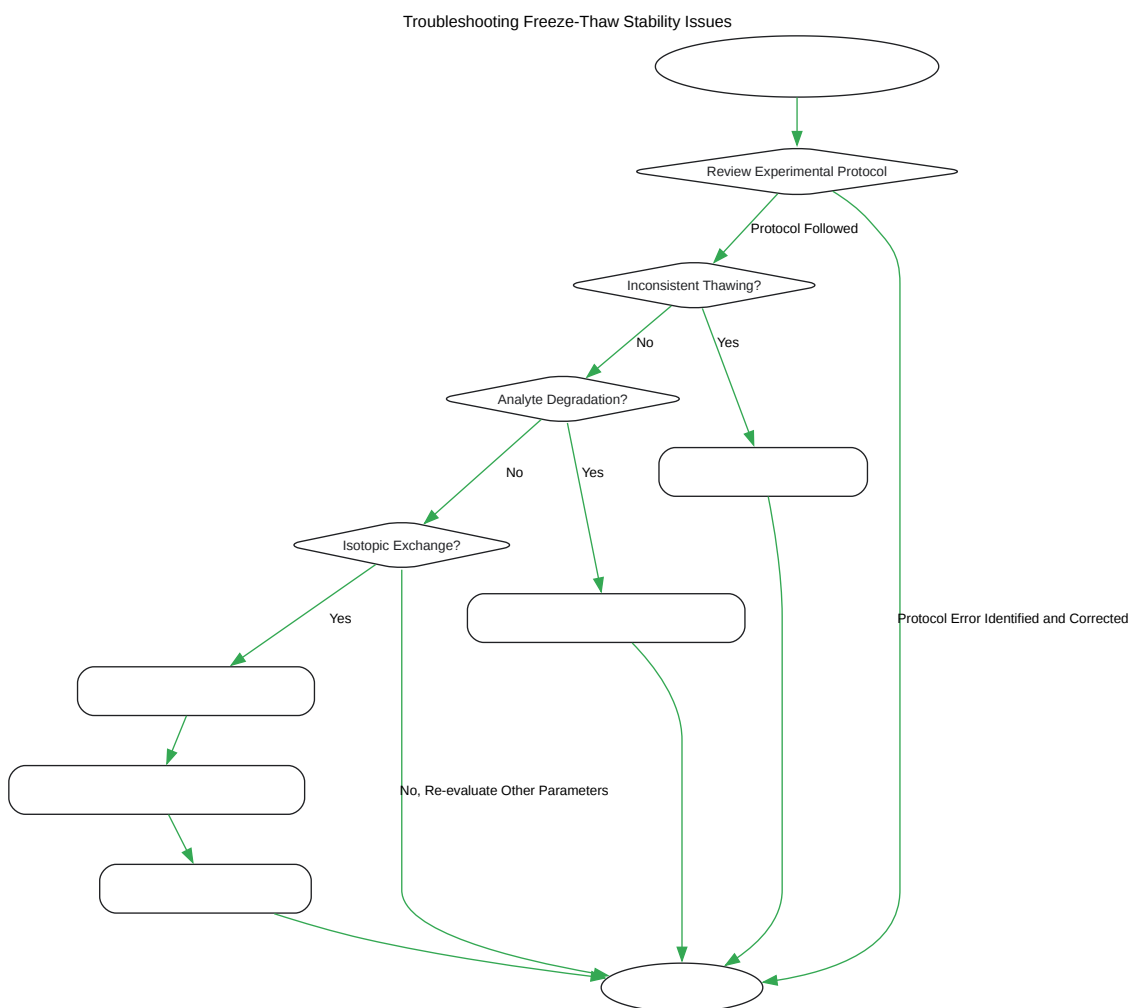 Troubleshooting Freeze-Thaw Stability Issues
Review Experimental Protocol
Protocol Followed
Inconsistent Thawing?
No
Yes
Analyte Degradation?
No
Yes
Isotopic Exchange?
Yes
Protocol Error Identified and Corrected
No, Re-evaluate Other Parameters